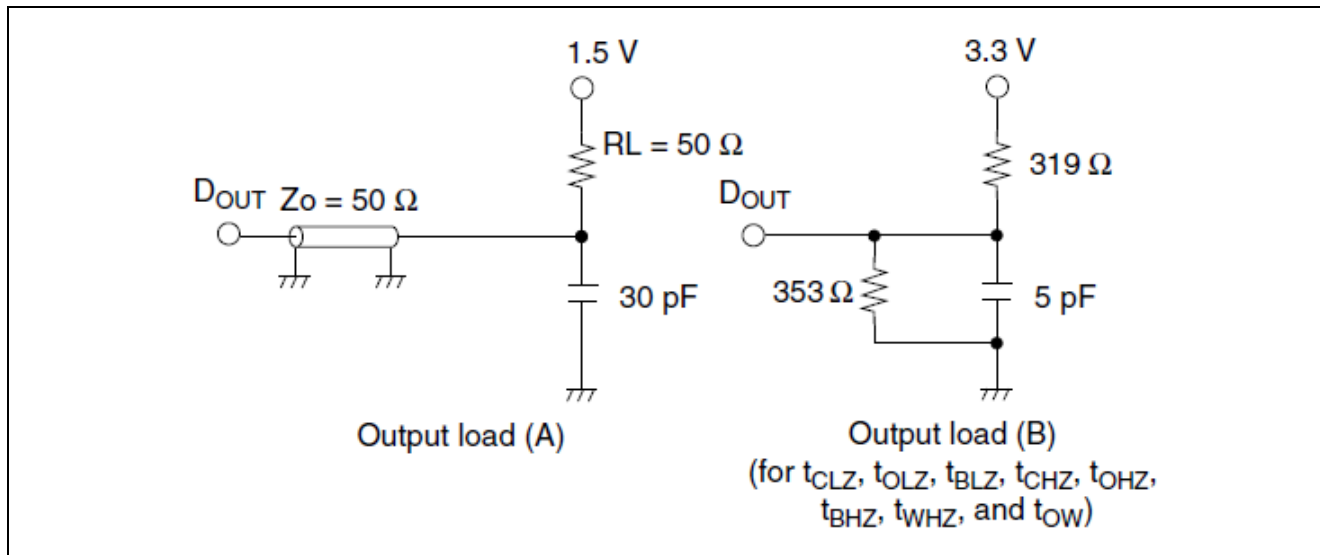 1.5 V
RL = 50 Ω
DOUT Zo = 50 Ω
30 pF
Output load (A)
3.3 V
319 Ω
DOUT
353 Ω
5 pF
Output load (B)
(for tCLZ, tOLZ, tBLZ, tCHZ, tOHZ,
tBHZ, tWHZ, and tOW)